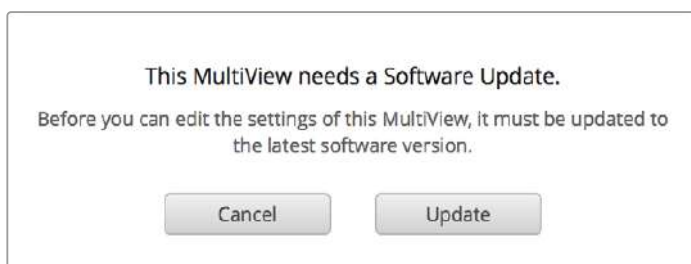 This MultiView needs a Software Update.
Before you can edit the settings of this MultiView, it must be updated to
the latest software version.
Cancel
Update